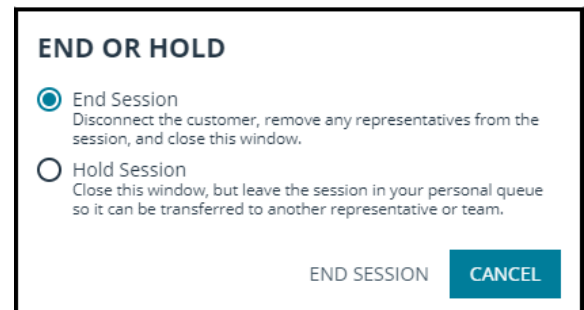 END OR HOLD
End Session
Disconnect the customer, remove any representatives from the
session, and close this window.
Hold Session
Close this window, but leave the session in your personal queue
so it can be transferred to another representative or team.
END SESSION CANCEL